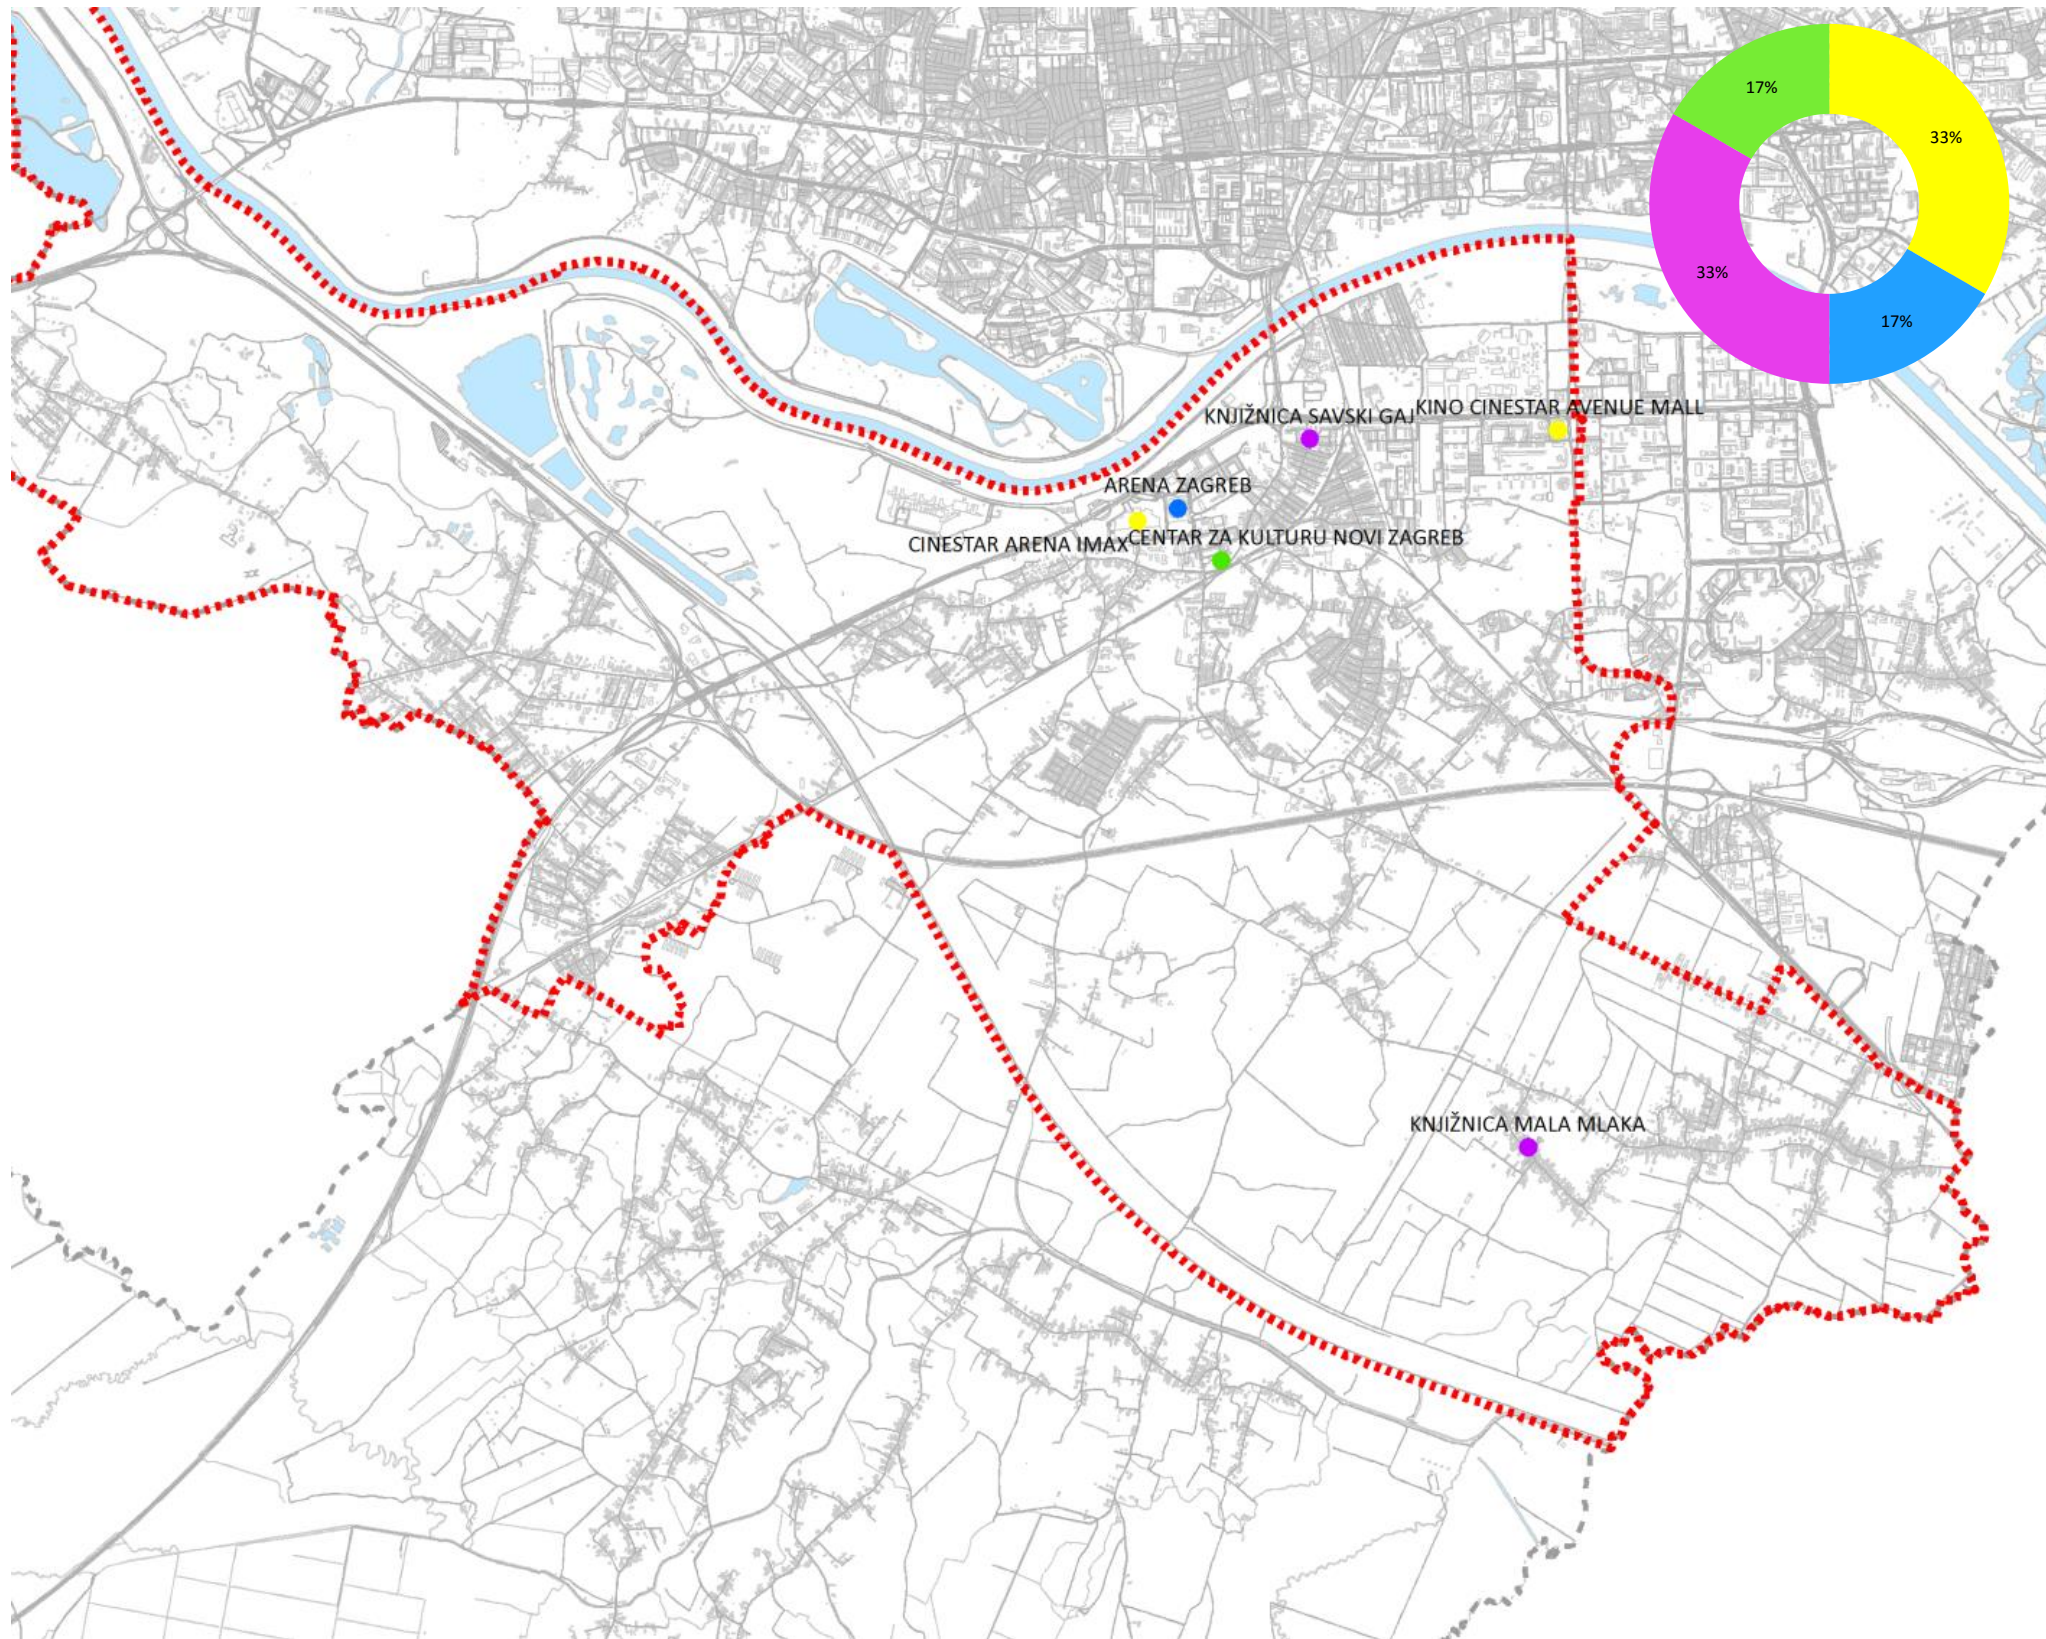 17%
33%
33%
17%
KNJIŽNICA SAVSKI GAJ
KINO CINESTAR AVENUE MALL
ARENA ZAGREB
CINESTAR ARENA IMAX
CENTAR ZA KULTURU NOVI ZAGREB
KNJIŽNICA MALA MLAKA